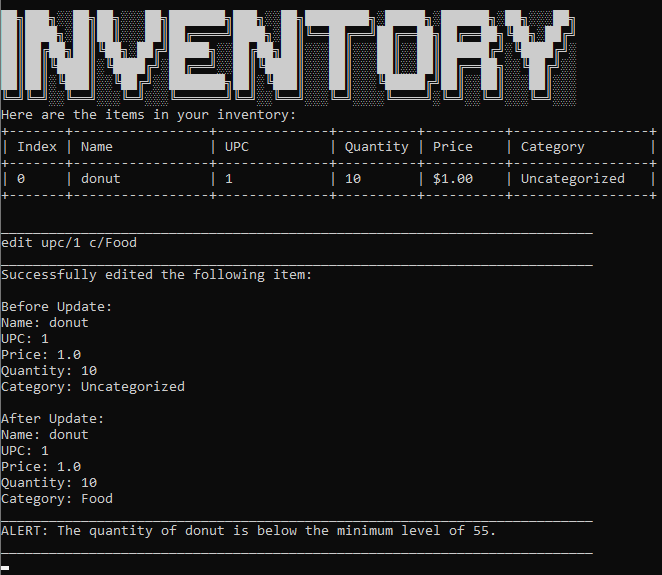 INVENTORY
Here are the items in your inventory:
+-------+-----------------+--------------+----------+----------+-----------------+
| Index | Name | UPC | Quantity | Price | Category |
+-------+-----------------+--------------+----------+----------+-----------------+
| 0 | donut | 1 | 10 | $1.00 | Uncategorized |
+-------+-----------------+--------------+----------+----------+-----------------+
edit upc/1 c/Food
Successfully edited the following item:
Before Update:
Name: donut
UPC: 1
Price: 1.0
Quantity: 10
Category: Uncategorized
After Update:
Name: donut
UPC: 1
Price: 1.0
Quantity: 10
Category: Food
ALERT: The quantity of donut is below the minimum level of 55.